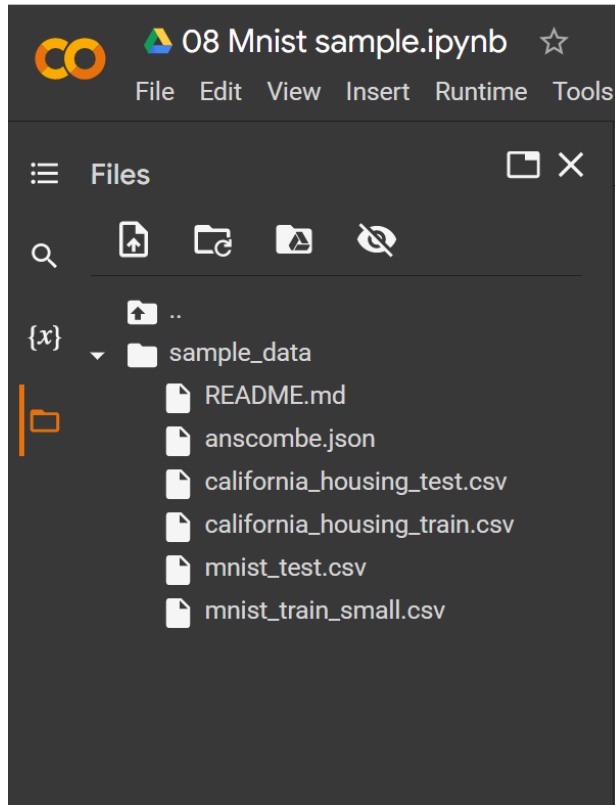 08 Mnist sample.ipynb
File Edit View Insert Runtime Tools
Files
..
{x}
sample_data
README.md
anscombe.json
california_housing_test.csv
california_housing_train.csv
mnist_test.csv
mnist_train_small.csv